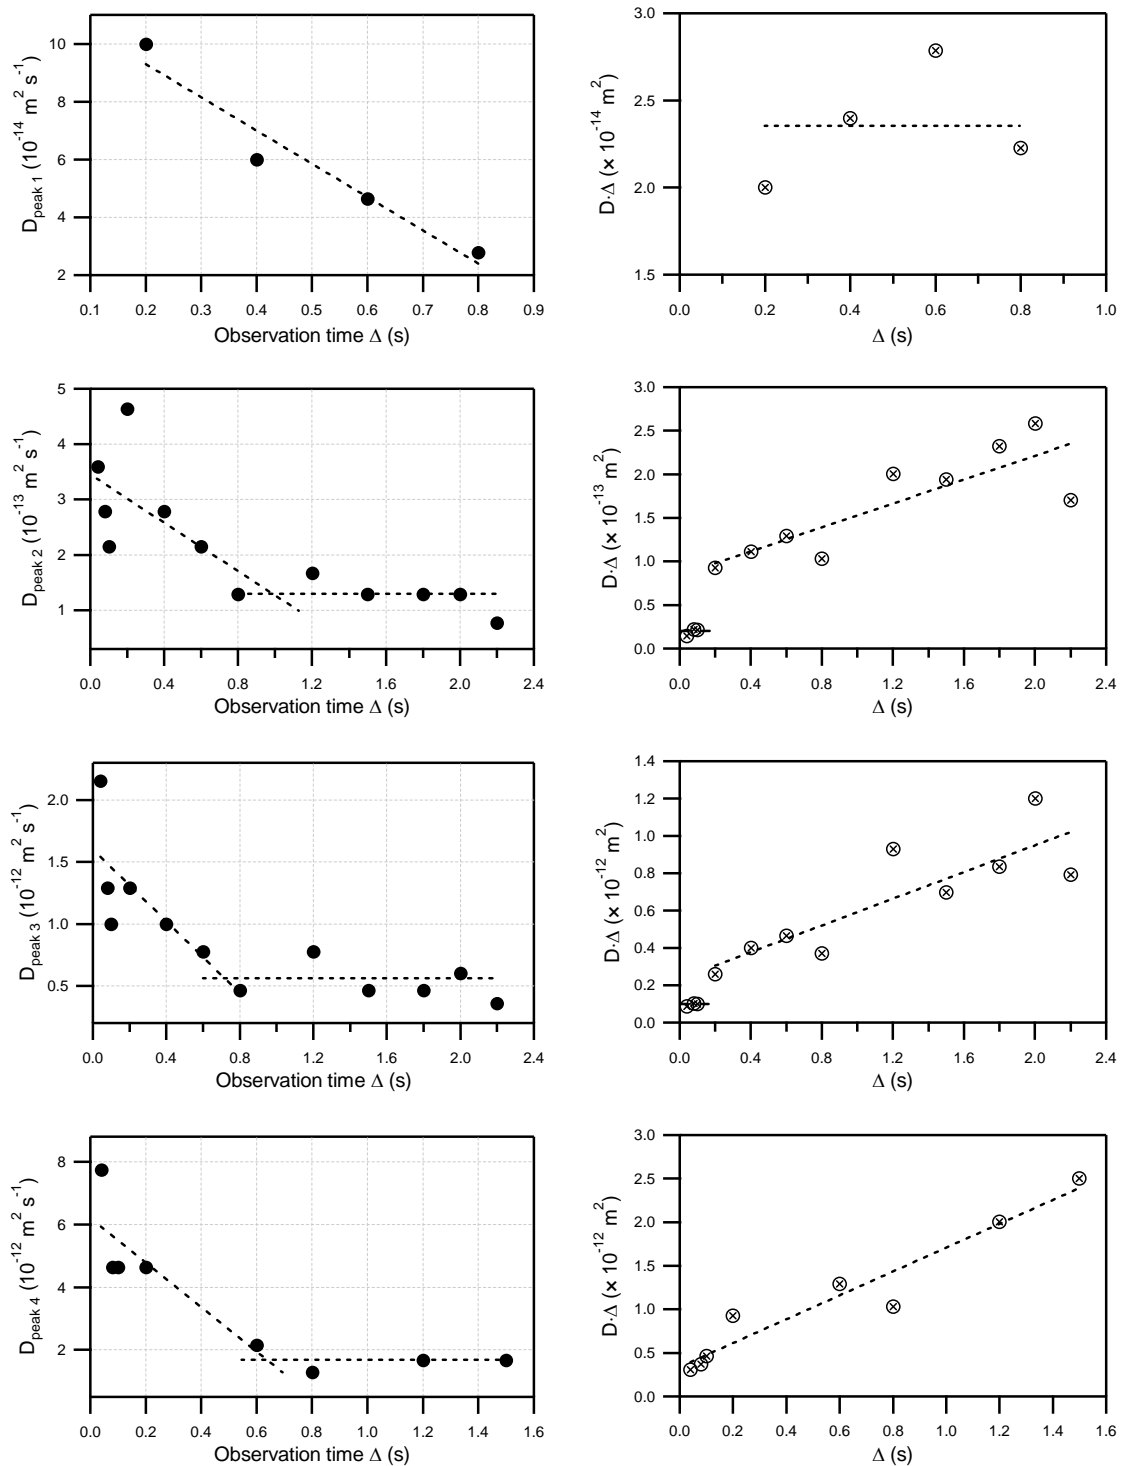 D_peak 1 (10^-14 m^2 s^-1)
10
8
6
4
2
0.1 0.2 0.3 0.4 0.5 0.6 0.7 0.8 0.9
Observation time Δ (s)
D·Δ (× 10^-14 m^2)
3.0
2.5
2.0
1.5
0.0 0.2 0.4 0.6 0.8 1.0
Δ (s)
D_peak 2 (10^-13 m^2 s^-1)
5
4
3
2
1
0.0 0.4 0.8 1.2 1.6 2.0 2.4
Observation time Δ (s)
D·Δ (× 10^-13 m^2)
3.0
2.5
2.0
1.5
1.0
0.5
0.0
0.0 0.4 0.8 1.2 1.6 2.0 2.4
Δ (s)
D_peak 3 (10^-12 m^2 s^-1)
2.0
1.5
1.0
0.5
0.0 0.4 0.8 1.2 1.6 2.0 2.4
Observation time Δ (s)
D·Δ (× 10^-12 m^2)
1.4
1.2
1.0
0.8
0.6
0.4
0.2
0.0
0.0 0.4 0.8 1.2 1.6 2.0 2.4
Δ (s)
D_peak 4 (10^-12 m^2 s^-1)
8
6
4
2
0.0 0.2 0.4 0.6 0.8 1.0 1.2 1.4 1.6
Observation time Δ (s)
D·Δ (× 10^-12 m^2)
3.0
2.5
2.0
1.5
1.0
0.5
0.0
0.0 0.2 0.4 0.6 0.8 1.0 1.2 1.4 1.6
Δ (s)